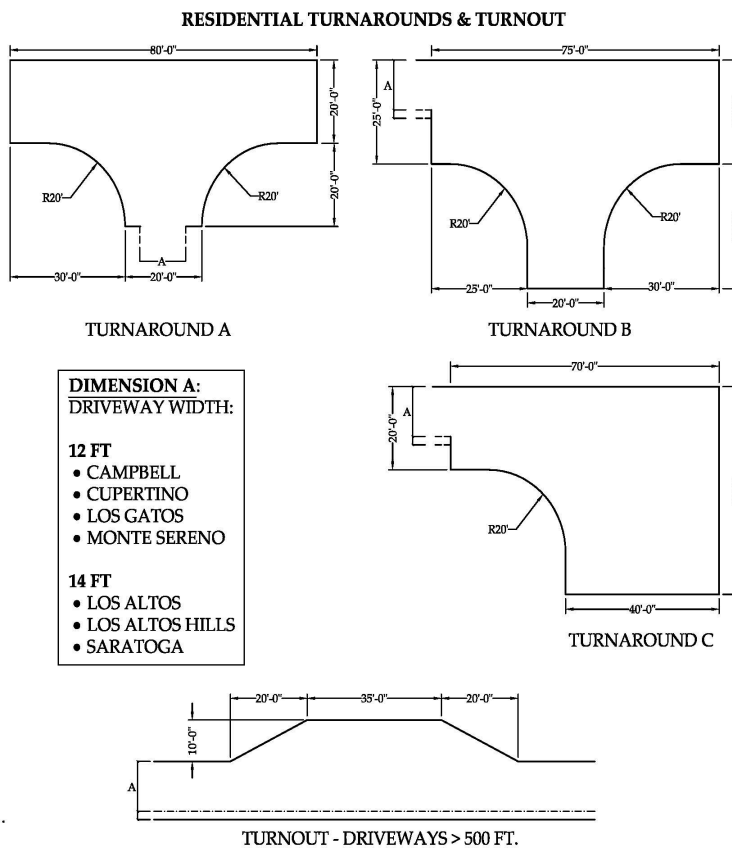 RESIDENTIAL TURNAROUNDS & TURNOUT
80'-0"
20'-0"
20'-0"
R20'
R20'
A
30'-0"
20'-0"
TURNAROUND A
75'-0"
A
25'-0"
R20'
R20'
25'-0"
30'-0"
20'-0"
TURNAROUND B
DIMENSION A:
DRIVEWAY WIDTH:
12 FT
• CAMPBELL
• CUPERTINO
• LOS GATOS
• MONTE SERENO
14 FT
• LOS ALTOS
• LOS ALTOS HILLS
• SARATOGA
70'-0"
A
20'-0"
R20'
40'-0"
TURNAROUND C
20'-0"
35'-0"
20'-0"
10'-0"
A
TURNOUT - DRIVEWAYS > 500 FT.